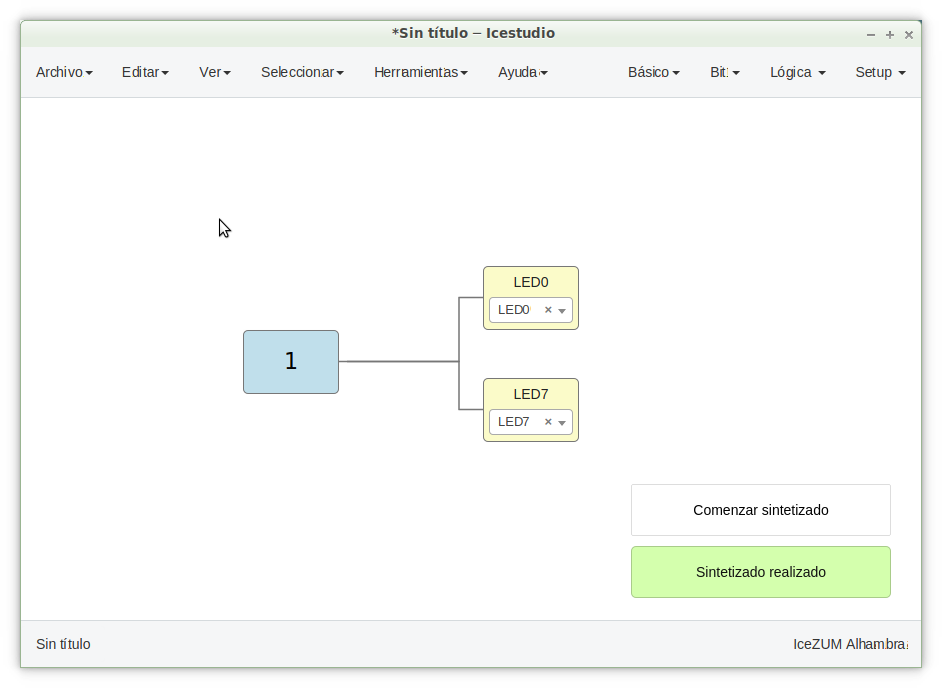 *Sin título – Icestudio
Archivo Editar Ver Seleccionar Herramientas Ayuda Básico Bit Lógica Setup
LED0
LED0 ×
1
LED7
LED7 ×
Comenzar sintetizado
Sintetizado realizado
Sin título IceZUM Alhambra